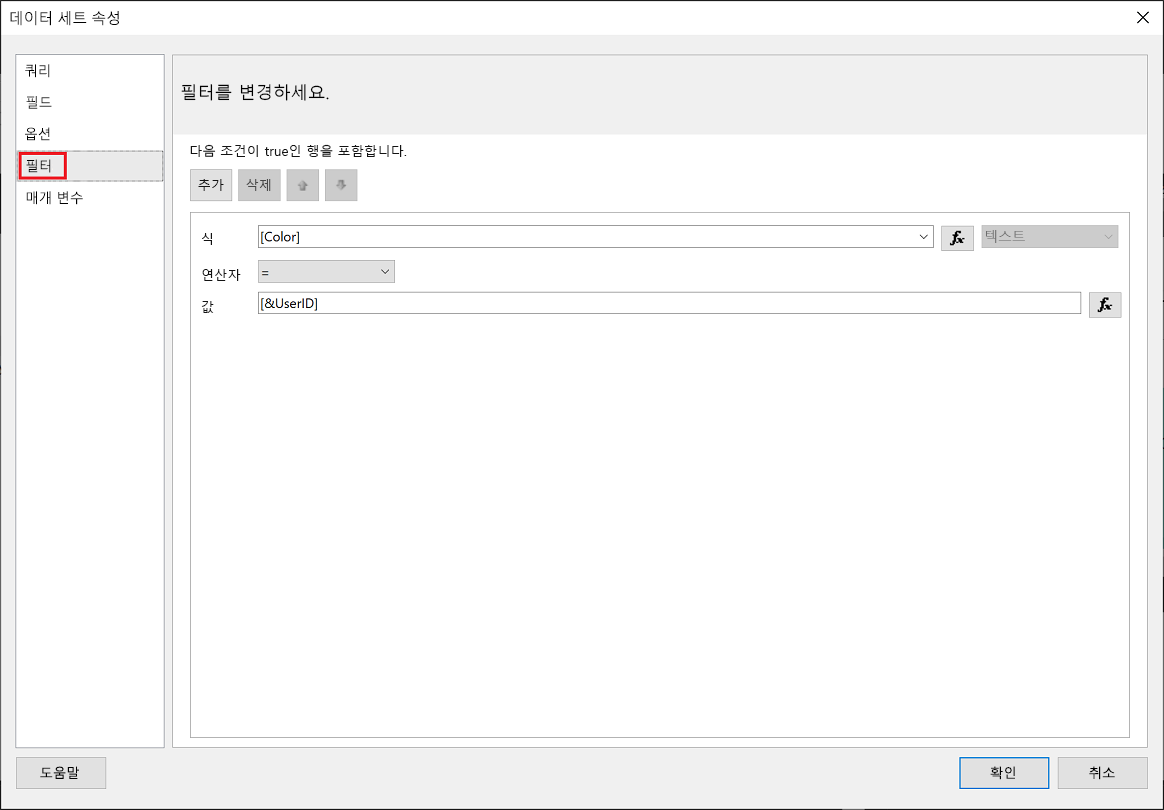 데이터 세트 속성
쿼리
필드
옵션
필터
매개 변수
필터를 변경하세요.
다음 조건이 true인 행을 포함합니다.
추가 삭제
식 [Color] fx 텍스트
연산자 =
값 [&UserID] fx
도움말 확인 취소